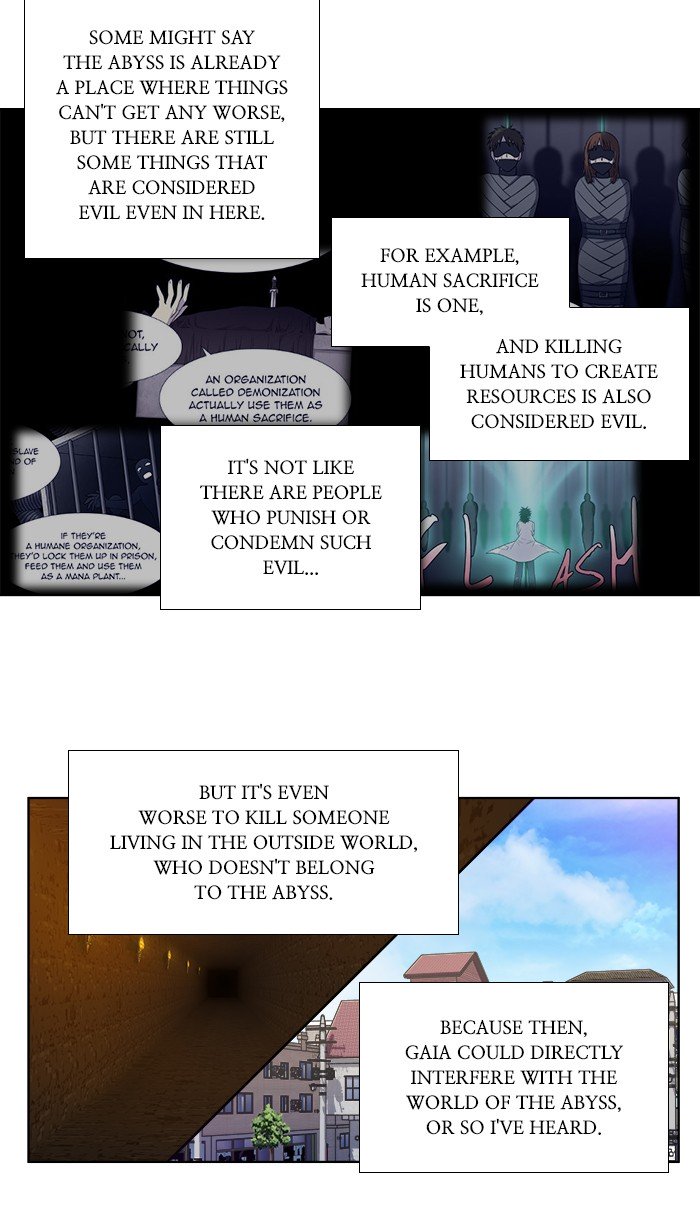 SOME MIGHT SAY
THE ABYSS IS ALREADY
A PLACE WHERE THINGS
CAN'T GET ANY WORSE,
BUT THERE ARE STILL
SOME THINGS THAT
ARE CONSIDERED
EVIL EVEN IN HERE.
FOR EXAMPLE,
HUMAN SACRIFICE
IS ONE,
AND KILLING
HUMANS TO CREATE
RESOURCES IS ALSO
CONSIDERED EVIL.
AN ORGANIZATION
CALLED DEMONIZATION
ACTUALLY USE THEM AS
A HUMAN SACRIFICE.
IT'S NOT LIKE
THERE ARE PEOPLE
WHO PUNISH OR
CONDEMN SUCH
EVIL...
IF THEY'RE
A HUMANE ORGANIZATION,
THEY'D LOCK THEM UP IN PRISON,
FEED THEM AND USE THEM
AS A MANA PLANT...
BUT IT'S EVEN
WORSE TO KILL SOMEONE
LIVING IN THE OUTSIDE WORLD,
WHO DOESN'T BELONG
TO THE ABYSS.
BECAUSE THEN,
GAIA COULD DIRECTLY
INTERFERE WITH THE
WORLD OF THE ABYSS,
OR SO I'VE HEARD.